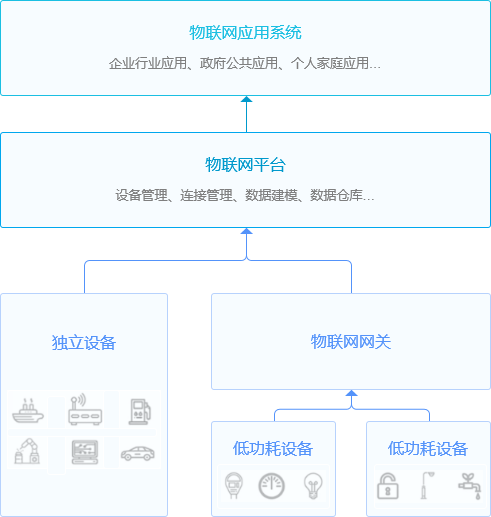 物联网应用系统
企业行业应用、政府公共应用、个人家庭应用...
物联网平台
设备管理、连接管理、数据建模、数据仓库...
独立设备
物联网网关
低功耗设备
低功耗设备